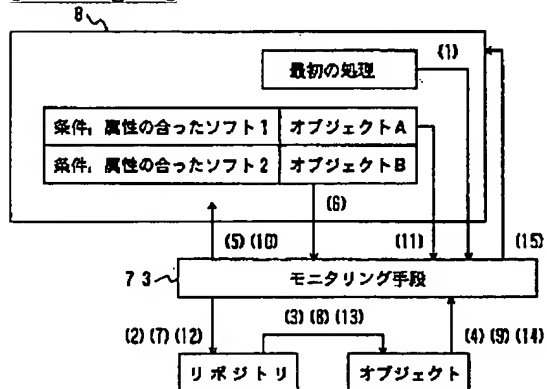 8
(1)
最初の処理
条件：属性の合ったソフト1 オブジェクトA
条件：属性の合ったソフト2 オブジェクトB
(6)
(5)(10) (11) (15)
73 モニタリング手段
(2)(7)(12) (3)(8)(13) (4)(9)(14)
リポジトリ オブジェクト